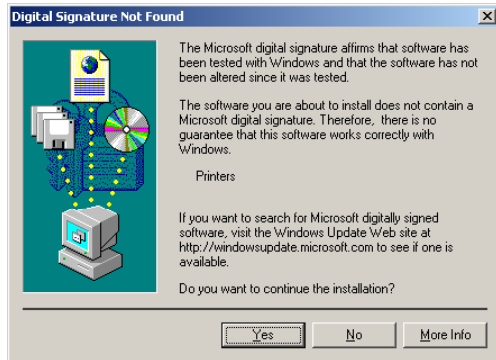 Digital Signature Not Found
The Microsoft digital signature affirms that software has
been tested with Windows and that the software has not
been altered since it was tested.
The software you are about to install does not contain a
Microsoft digital signature. Therefore, there is no
guarantee that this software works correctly with
Windows.
Printers
If you want to search for Microsoft digitally signed
software, visit the Windows Update Web site at
http://windowsupdate.microsoft.com to see if one is
available.
Do you want to continue the installation?
Yes No More Info